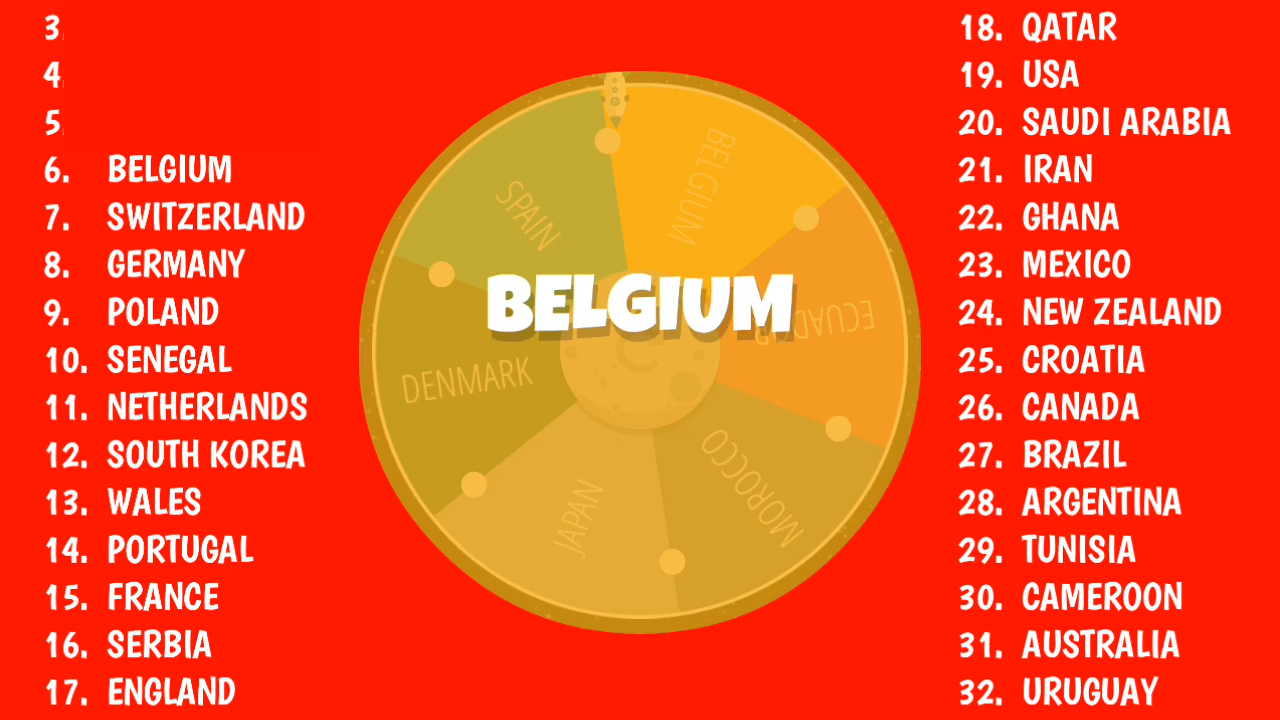 3.
4.
5.
6. BELGIUM
7. SWITZERLAND
8. GERMANY
9. POLAND
10. SENEGAL
11. NETHERLANDS
12. SOUTH KOREA
13. WALES
14. PORTUGAL
15. FRANCE
16. SERBIA
17. ENGLAND
SPAIN
BELGIUM
ECUADOR
MOROCCO
JAPAN
DENMARK
BELGIUM
18. QATAR
19. USA
20. SAUDI ARABIA
21. IRAN
22. GHANA
23. MEXICO
24. NEW ZEALAND
25. CROATIA
26. CANADA
27. BRAZIL
28. ARGENTINA
29. TUNISIA
30. CAMEROON
31. AUSTRALIA
32. URUGUAY